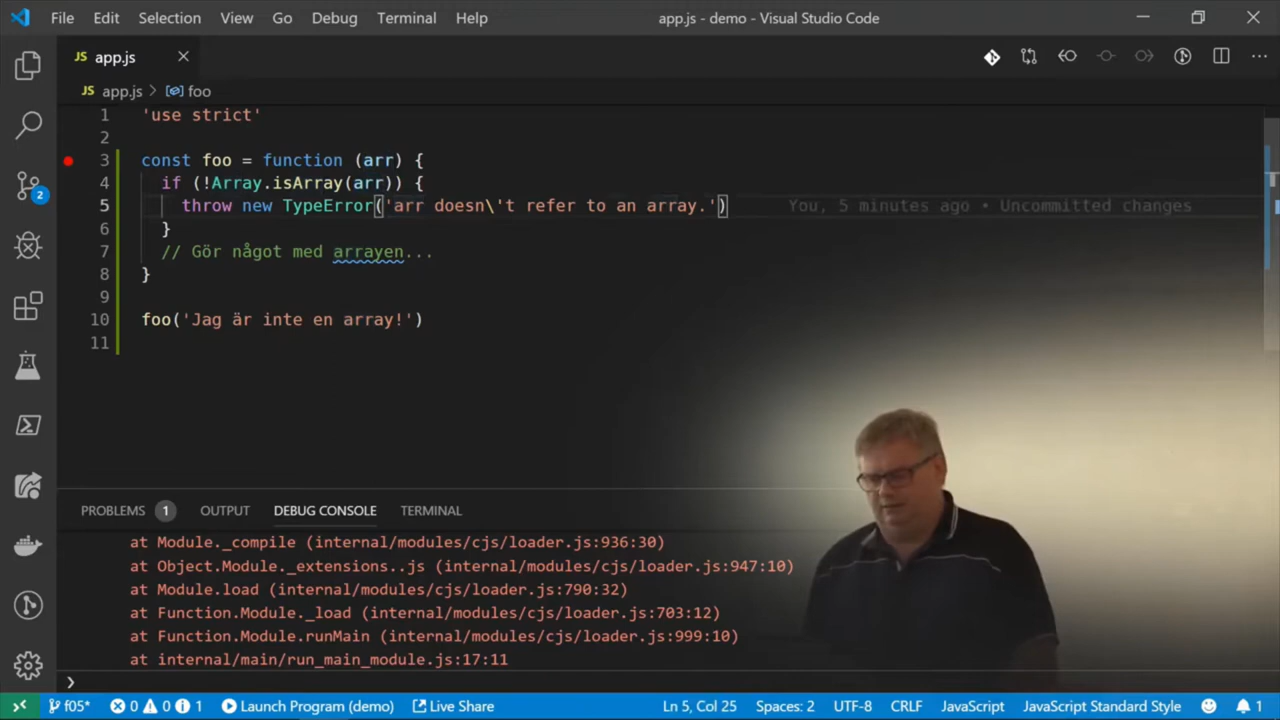 File Edit Selection View Go Debug Terminal Help app.js - demo - Visual Studio Code
JS app.js
JS app.js > foo
1 'use strict'
2
3 const foo = function (arr) {
4 if (!Array.isArray(arr)) {
5 throw new TypeError('arr doesn\'t refer to an array.') You, 5 minutes ago • Uncommitted changes
6 }
7 // Gör något med arrayen...
8 }
9
10 foo('Jag är inte en array!')
11
2
PROBLEMS 1 OUTPUT DEBUG CONSOLE TERMINAL
at Module._compile (internal/modules/cjs/loader.js:936:30)
at Object.Module._extensions..js (internal/modules/cjs/loader.js:947:10)
at Module.load (internal/modules/cjs/loader.js:790:32)
at Function.Module._load (internal/modules/cjs/loader.js:703:12)
at Function.Module.runMain (internal/modules/cjs/loader.js:999:10)
at internal/main/run_main_module.js:17:11
f05* 0 0 1 Launch Program (demo) Live Share Ln 5, Col 25 Spaces: 2 UTF-8 CRLF JavaScript JavaScript Standard Style 1